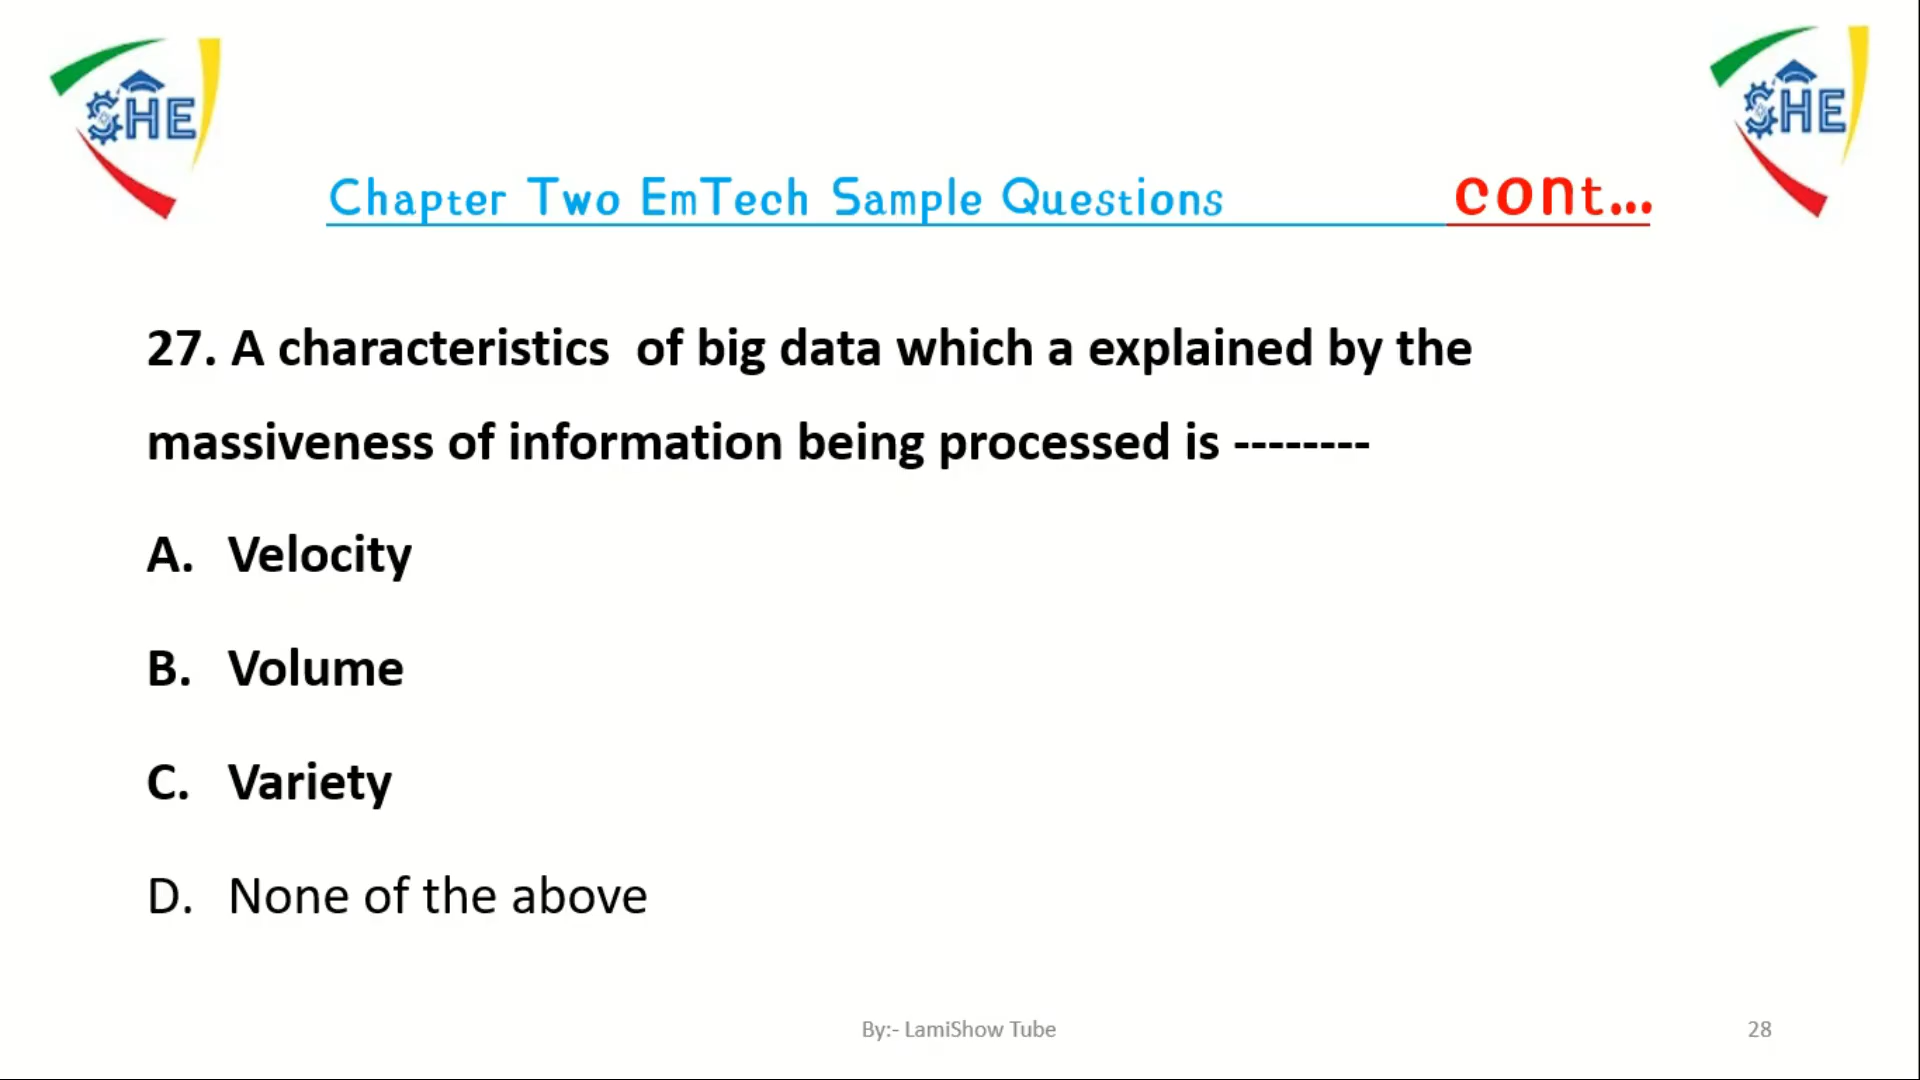 SHE
SHE
Chapter Two EmTech Sample Questions cont...
27. A characteristics of big data which a explained by the
massiveness of information being processed is --------
A. Velocity
B. Volume
C. Variety
D. None of the above
By:- LamiShow Tube 28